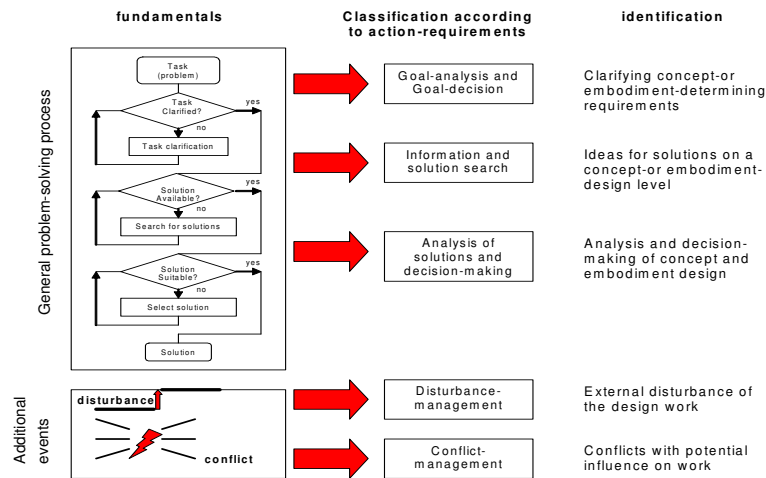 fundamentals
Classification according
to action-requirements
identification
General problem-solving process
Task
(problem)
Task
Clarified?
yes
no
Task clarification
yes
Solution
Available?
yes
no
Search for solutions
Solution
Suitable?
yes
no
Select solution
Solution
Goal-analysis and
Goal-decision
Clarifying concept-or
embodiment-determining
requirements
Information and
solution search
Ideas for solutions on a
concept-or embodiment-
design level
Analysis of
solutions and
decision-making
Analysis and decision-
making of concept and
embodiment design
Additional
events
disturbance
conflict
Disturbance-
management
External disturbance of
the design work
Conflict-
management
Conflicts with potential
influence on work